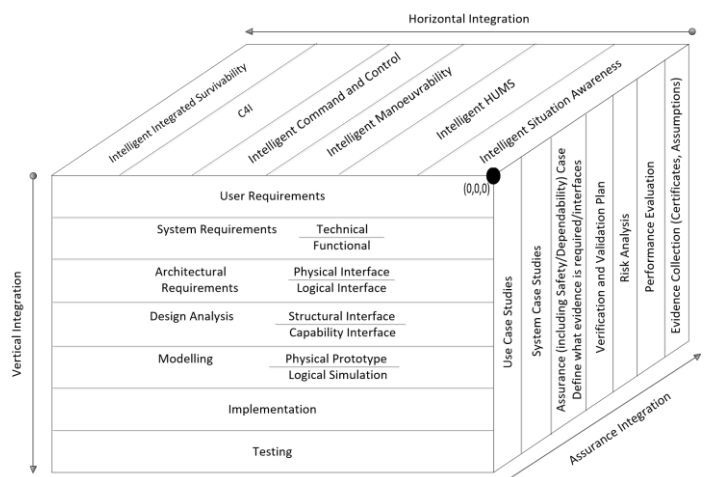 Horizontal Integration
Intelligent Integrated Survivability
C4I
Intelligent Command and Control
Intelligent Manoeuvrability
Intelligent HUMS
Intelligent Situation Awareness
(0,0,0)
Vertical Integration
User Requirements
System Requirements
Technical
Functional
Architectural
Requirements
Physical Interface
Logical Interface
Design Analysis
Structural Interface
Capability Interface
Modelling
Physical Prototype
Logical Simulation
Implementation
Testing
Use Case Studies
System Case Studies
Assurance (including Safety/Dependability) Case
Define what evidence is required/interfaces
Verification and Validation Plan
Risk Analysis
Performance Evaluation
Evidence Collection (Certificates, Assumptions)
Assurance Integration